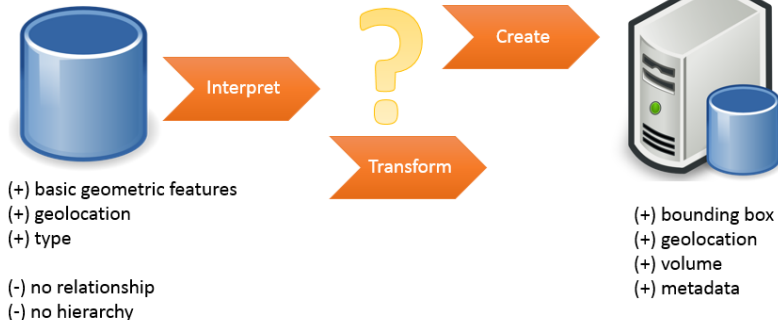 Create
Interpret
?
Transform
(+) basic geometric features
(+) geolocation
(+) type
(-) no relationship
(-) no hierarchy
(+) bounding box
(+) geolocation
(+) volume
(+) metadata